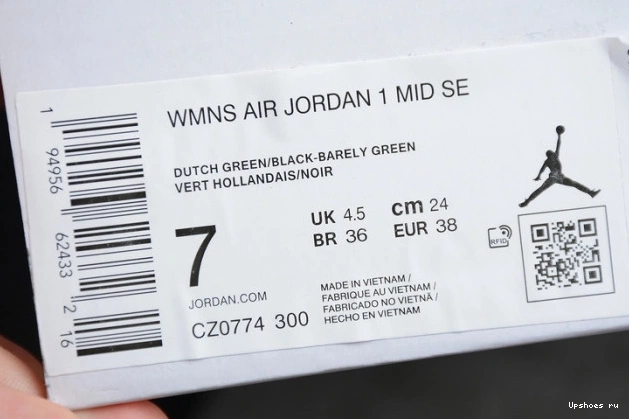 WMNS AIR JORDAN 1 MID SE
DUTCH GREEN/BLACK-BARELY GREEN
VERT HOLLANDAIS/NOIR
7
UK 4.5 cm 24
BR 36 EUR 38
RFID
JORDAN.COM
CZ0774 300
MADE IN VIETNAM /
FABRIQUE AU VIETNAM /
FABRICADO NO VIETNÃ /
HECHO EN VIETNAM
1 94956 62433 2 16
Upshoes ru